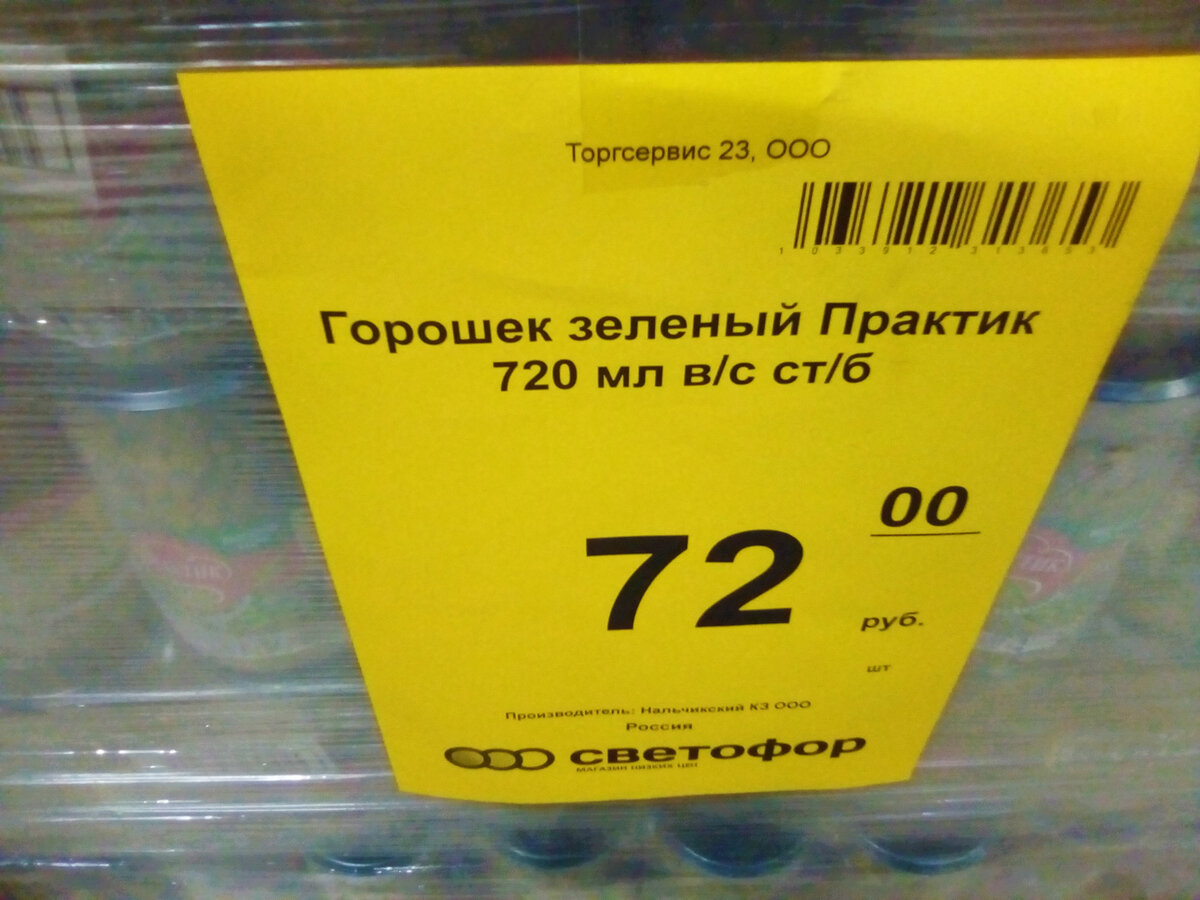 Торгсервис 23, ООО
Горошек зеленый Практик
720 мл в/с ст/б
72
00
руб.
шт
Производитель: Нальчикский КЗ ООО
Россия
светофор
МАГАЗИН НИЗКИХ ЦЕН